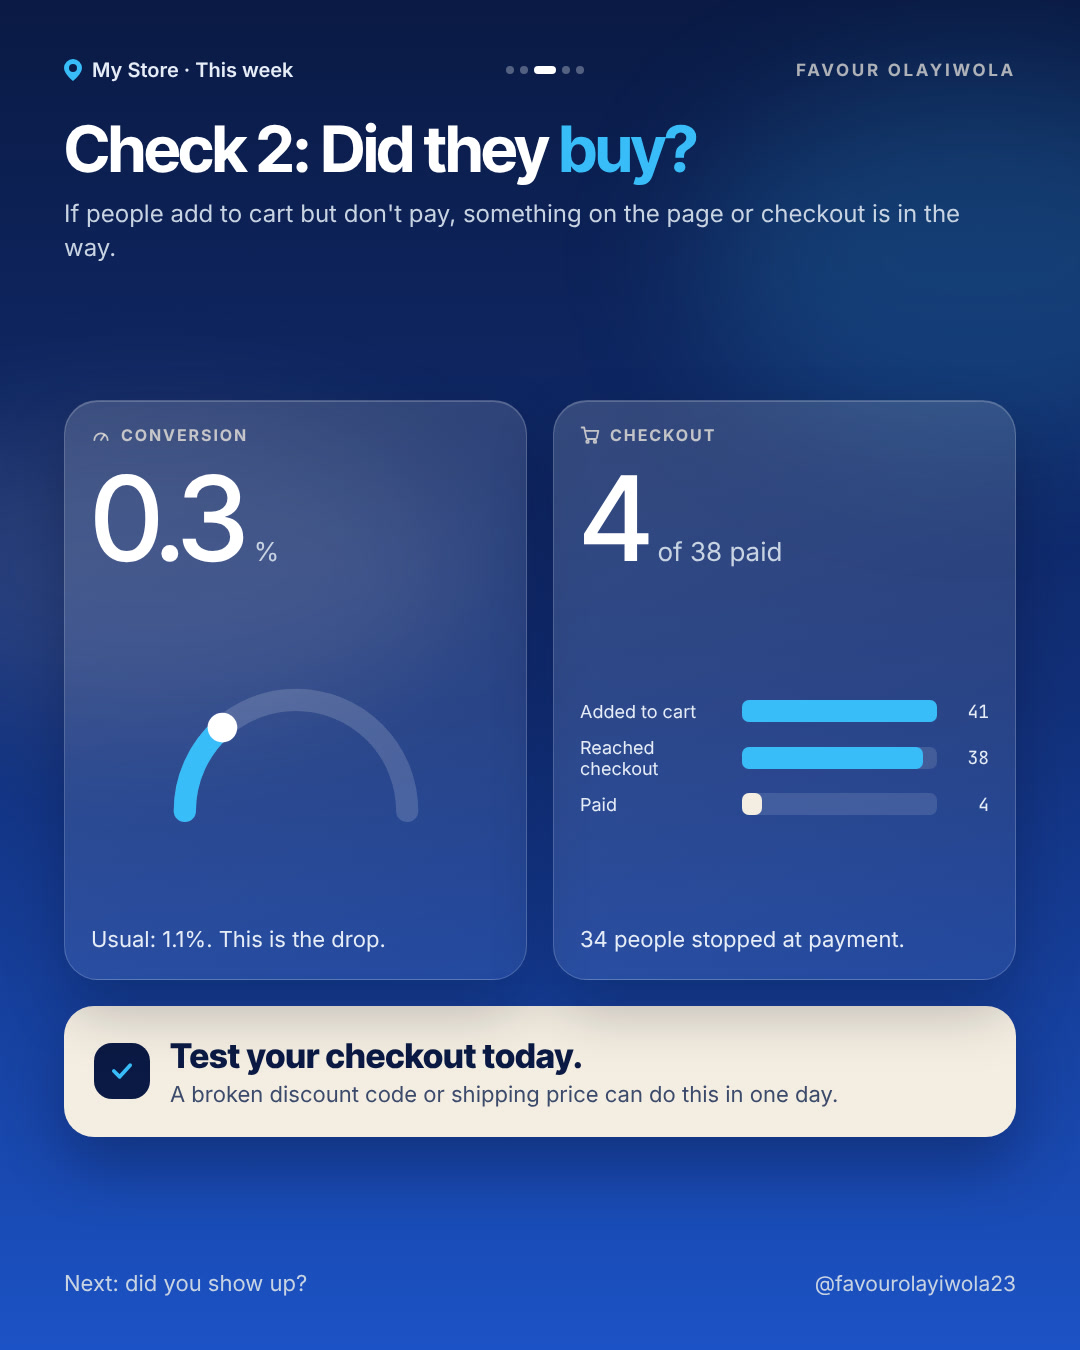 My Store · This week
FAVOUR OLAYIWOLA
Check 2: Did they buy?
If people add to cart but don't pay, something on the page or checkout is in the
way.
CONVERSION
0.3 %
Usual: 1.1%. This is the drop.
CHECKOUT
4 of 38 paid
Added to cart 41
Reached
checkout 38
Paid 4
34 people stopped at payment.
Test your checkout today.
A broken discount code or shipping price can do this in one day.
Next: did you show up?
@favourolayiwola23